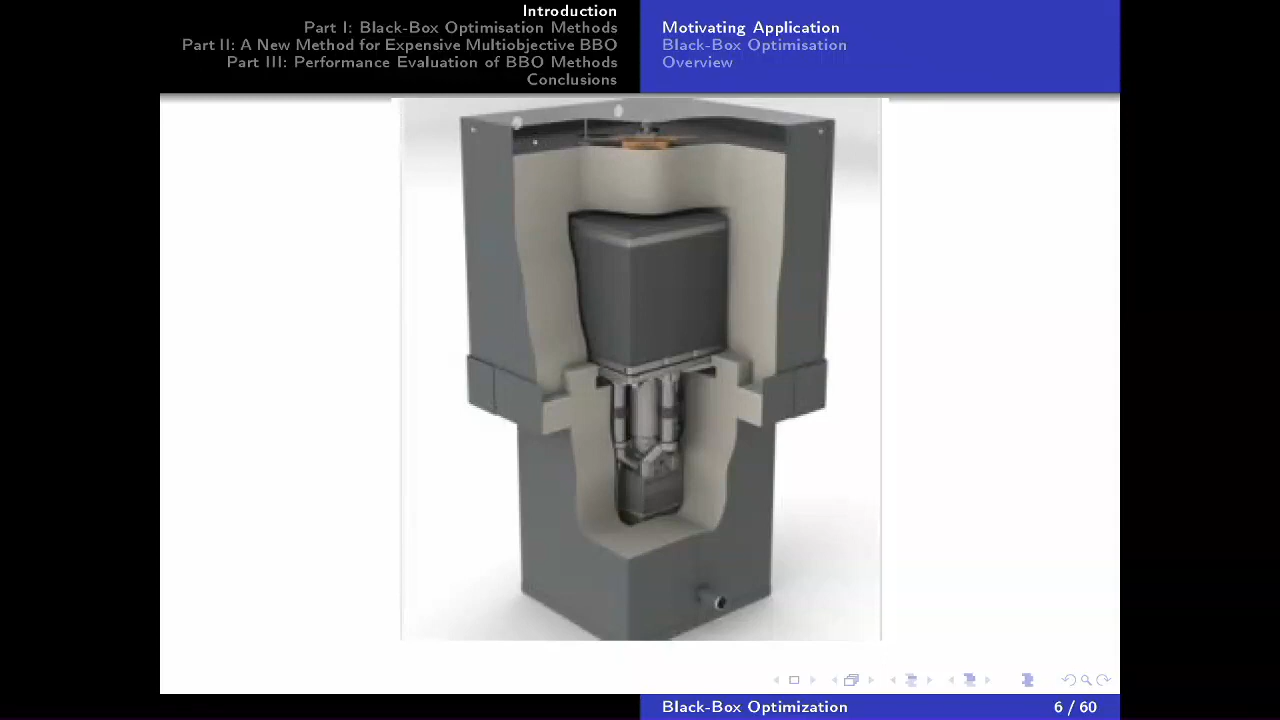 Introduction
Part I: Black-Box Optimisation Methods
Part II: A New Method for Expensive Multiobjective BBO
Part III: Performance Evaluation of BBO Methods
Conclusions
Motivating Application
Black-Box Optimisation
Overview
Black-Box Optimization
6 / 60